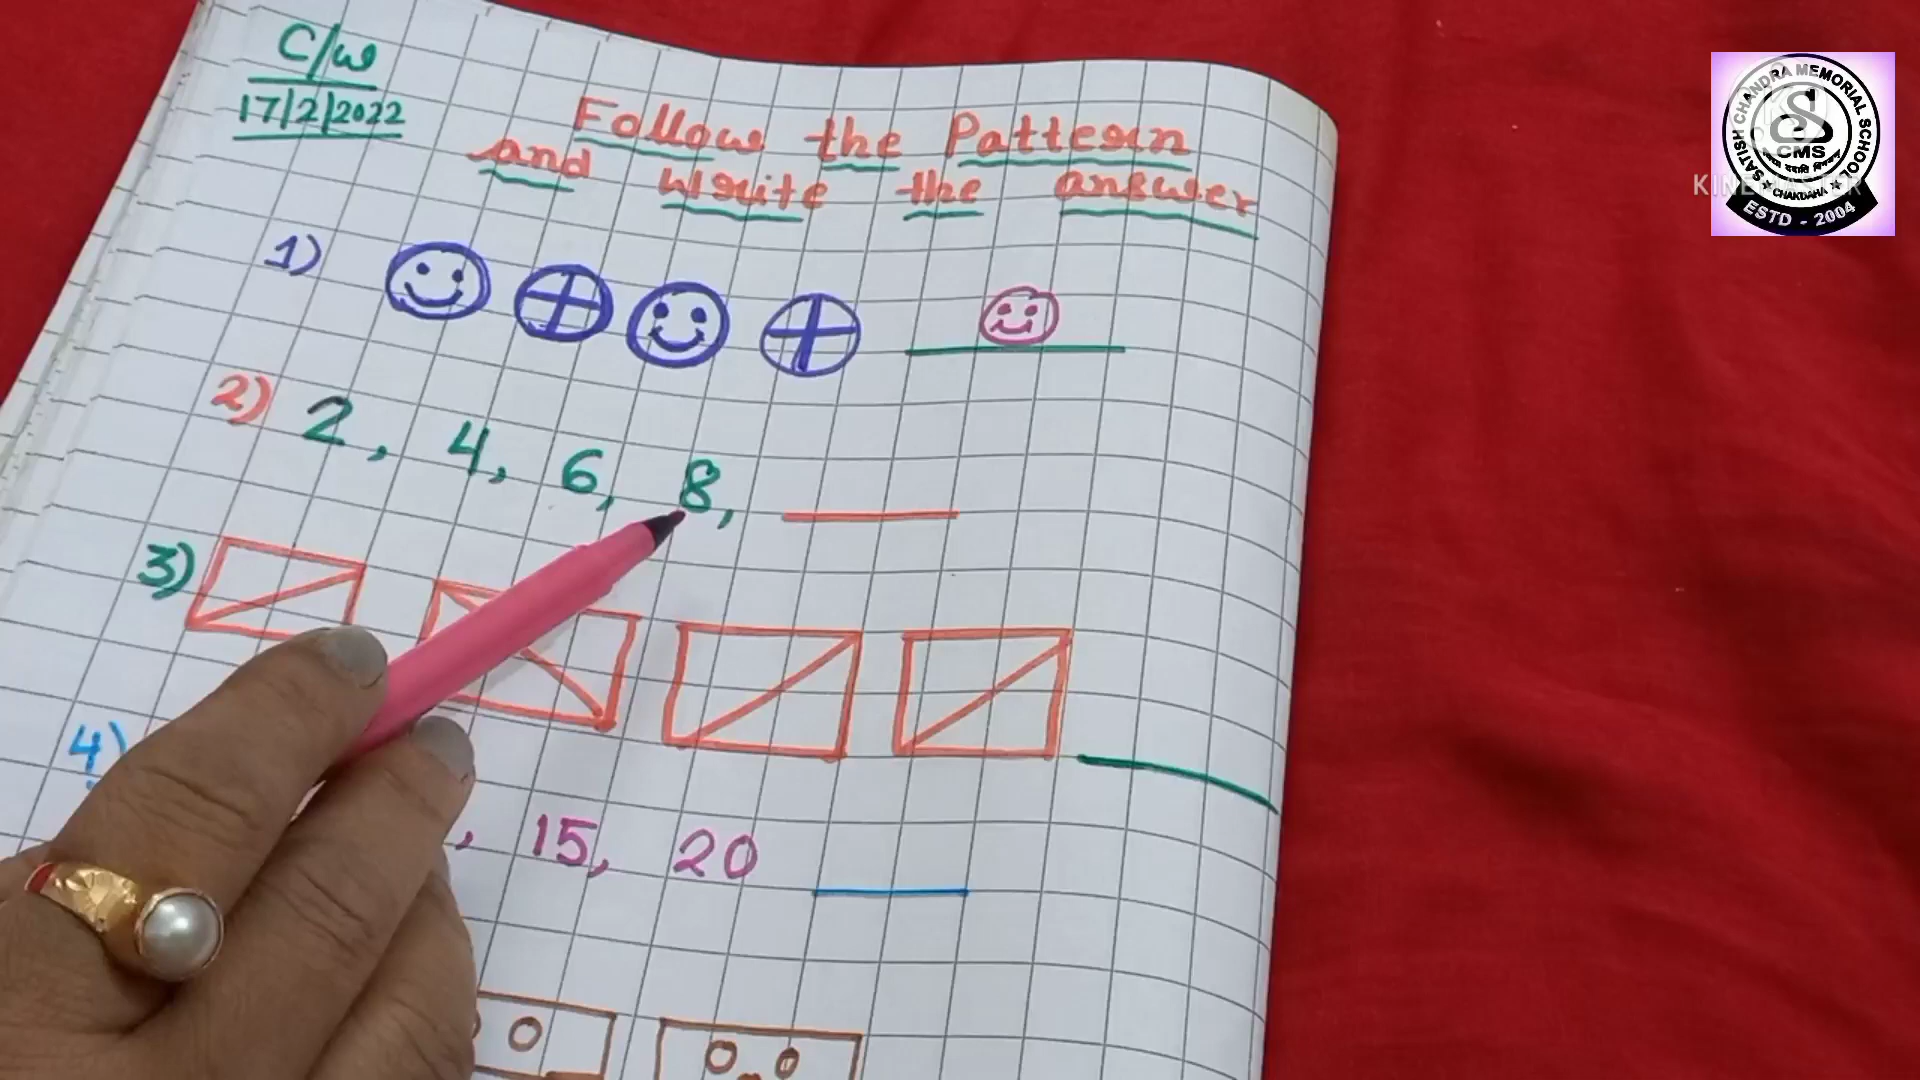 C/W
17/2/2022
Follow the Pattern
and write the answer
1)
2) 2, 4, 6, 8,
3)
4)
, 15, 20
SATISH CHANDRA MEMORIAL SCHOOL
CMS
CHAKDAHA
ESTD - 2004